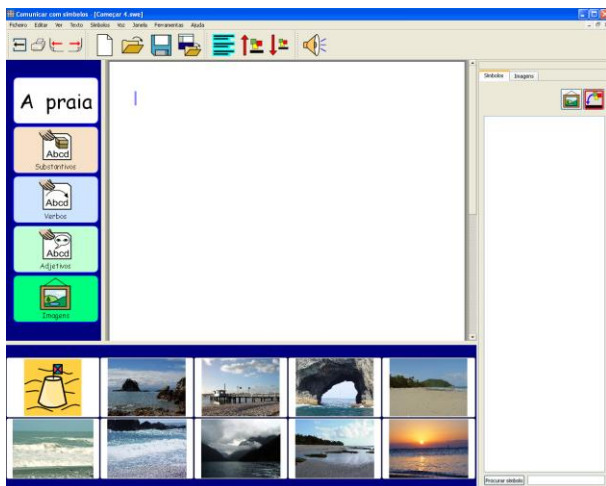 Comunicar com símbolos - [Começar 4.swe]
Ficheiro Editar Ver Texto Símbolos Voz Janela Ferramentas Ajuda
Símbolos Imagens
A praia
Abcd
Substantivos
Abcd
Verbos
Abcd
Adjetivos
Imagens
Procurar símbolo